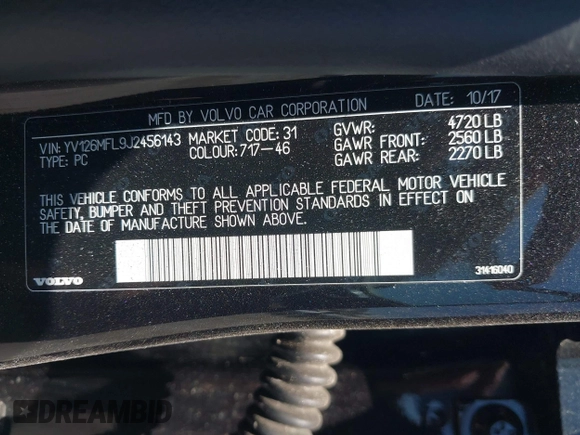 MFD BY VOLVO CAR CORPORATION DATE: 10/17
VIN: YV126MFL9J2456143 MARKET CODE: 31 GVWR: 4720 LB
TYPE: PC COLOUR: 717-46 GAWR FRONT: 2560 LB
GAWR REAR: 2270 LB
THIS VEHICLE CONFORMS TO ALL APPLICABLE FEDERAL MOTOR VEHICLE
SAFETY, BUMPER AND THEFT PREVENTION STANDARDS IN EFFECT ON
THE DATE OF MANUFACTURE SHOWN ABOVE.
VOLVO 31416040
DREAMBID